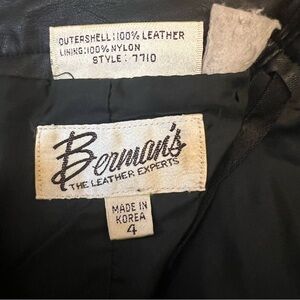 OUTERSHELL:100% LEATHER
LINING:100% NYLON
STYLE: 7710
Berman's
THE LEATHER EXPERTS
MADE IN
KOREA
4